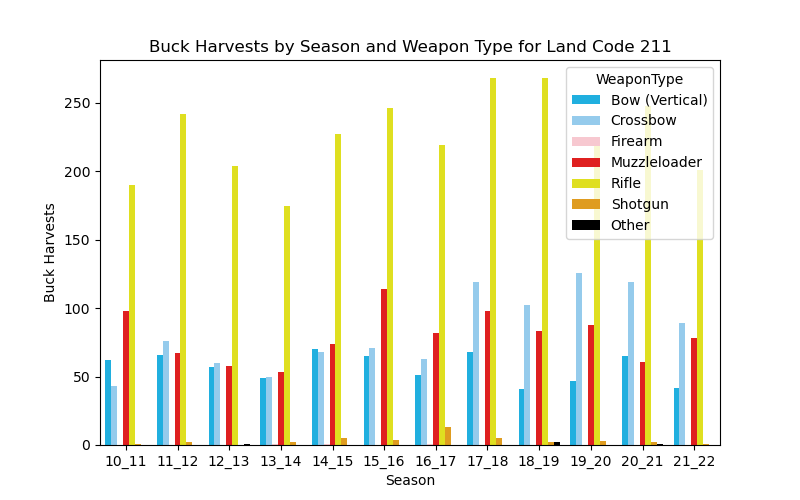 Buck Harvests by Season and Weapon Type for Land Code 211
WeaponType
Bow (Vertical)
Crossbow
Firearm
Muzzleloader
Rifle
Shotgun
Other
Buck Harvests
250
200
150
100
50
0
10_11 11_12 12_13 13_14 14_15 15_16 16_17 17_18 18_19 19_20 20_21 21_22
Season